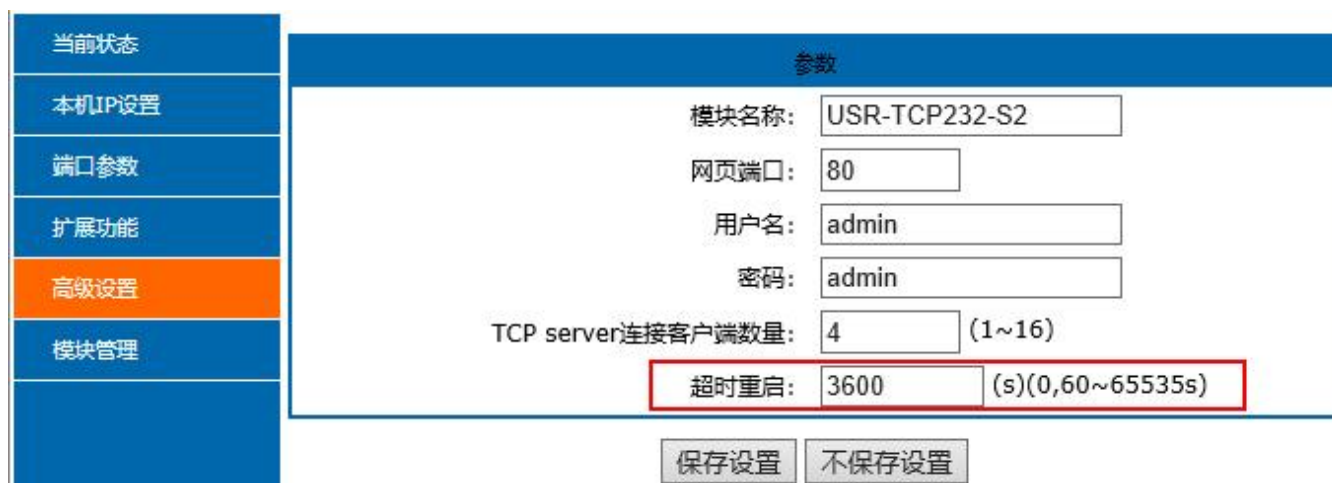 当前状态
本机IP设置
端口参数
扩展功能
高级设置
模块管理
参数
模块名称: USR-TCP232-S2
网页端口: 80
用户名: admin
密码: admin
TCP server连接客户端数量: 4 (1~16)
超时重启: 3600 (s)(0,60~65535s)
保存设置 不保存设置